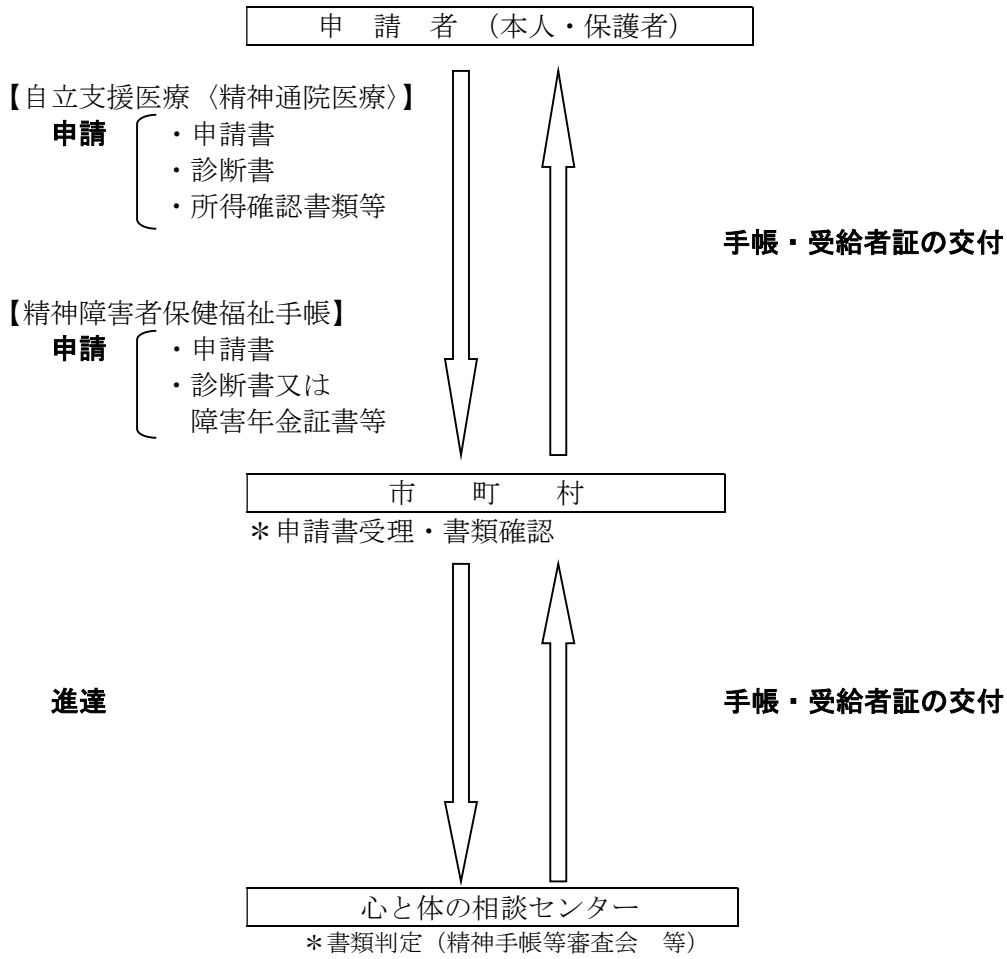 申　請　者　（本人・保護者）
【自立支援医療〈精神通院医療〉】
申請
・申請書
・診断書
・所得確認書類等
手帳・受給者証の交付
【精神障害者保健福祉手帳】
申請
・申請書
・診断書又は
障害年金証書等
市　町　村
＊申請書受理・書類確認
進達
手帳・受給者証の交付
心と体の相談センター
＊書類判定（精神手帳等審査会　等）